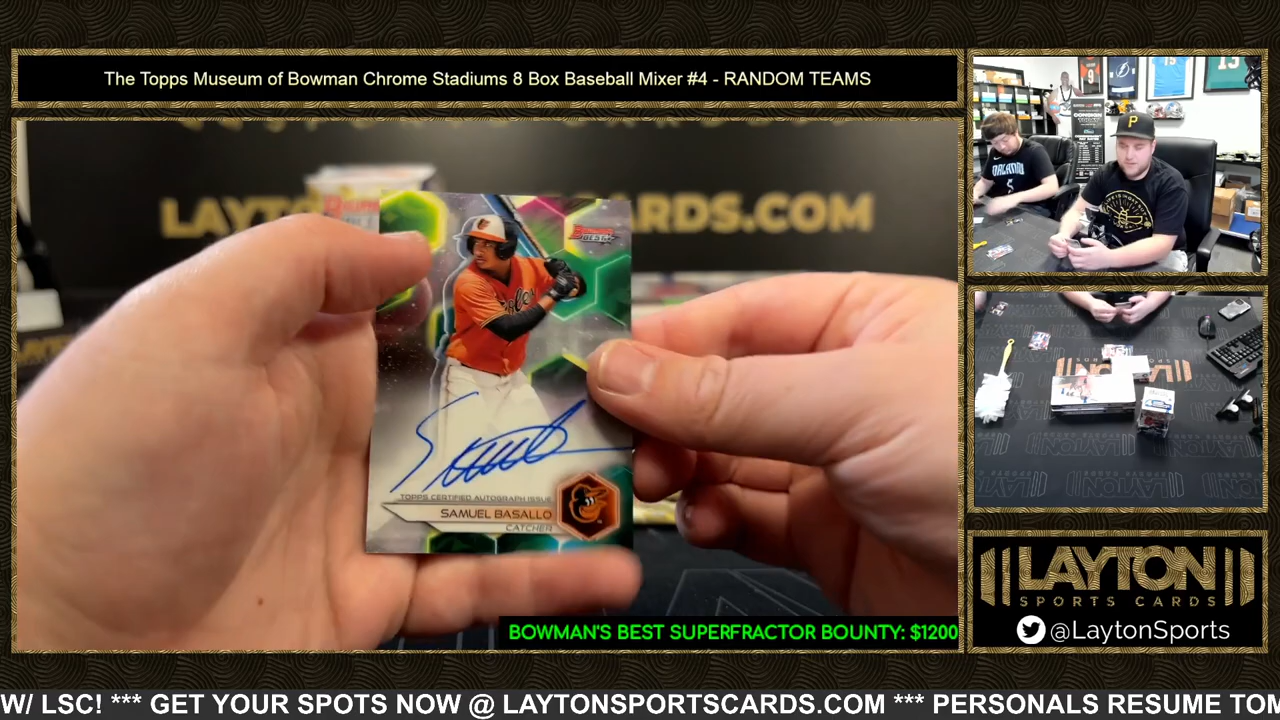 The Topps Museum of Bowman Chrome Stadiums 8 Box Baseball Mixer #4 - RANDOM TEAMS
BOWMAN'S BEST
TOPPS CERTIFIED AUTOGRAPH ISSUE
SAMUEL BASALLO
CATCHER
BOWMAN'S BEST SUPERFRACTOR BOUNTY: $1200
P
ORLANDO
LAYTON
SPORTS CARDS
@LaytonSports
W/ LSC! *** GET YOUR SPOTS NOW @ LAYTONSPORTSCARDS.COM *** PERSONALS RESUME TOM